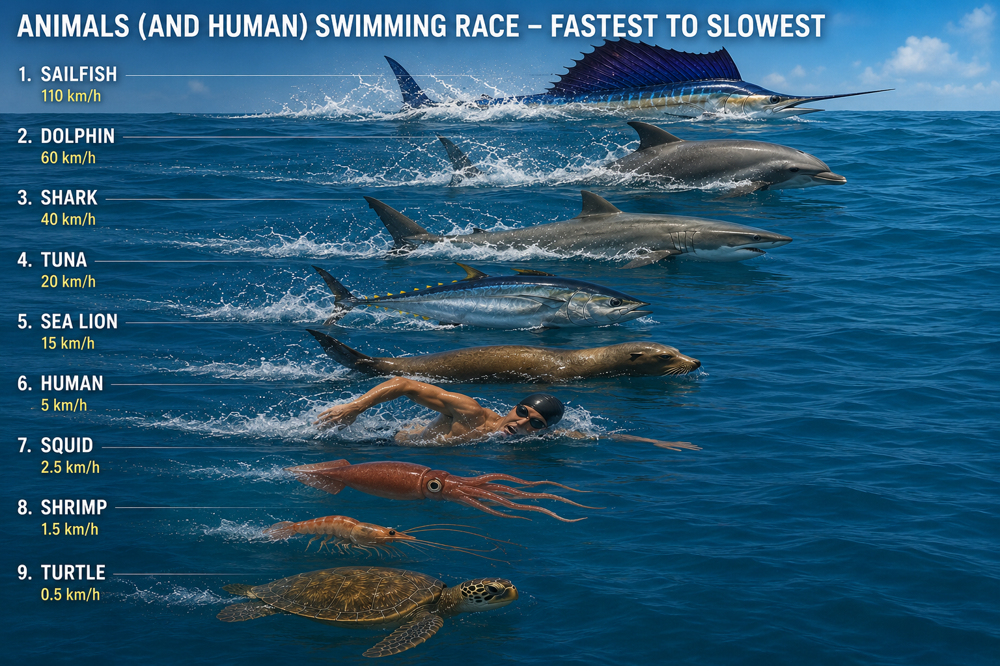 ANIMALS (AND HUMAN) SWIMMING RACE – FASTEST TO SLOWEST
1. SAILFISH
110 km/h
2. DOLPHIN
60 km/h
3. SHARK
40 km/h
4. TUNA
20 km/h
5. SEA LION
15 km/h
6. HUMAN
5 km/h
7. SQUID
2.5 km/h
8. SHRIMP
1.5 km/h
9. TURTLE
0.5 km/h